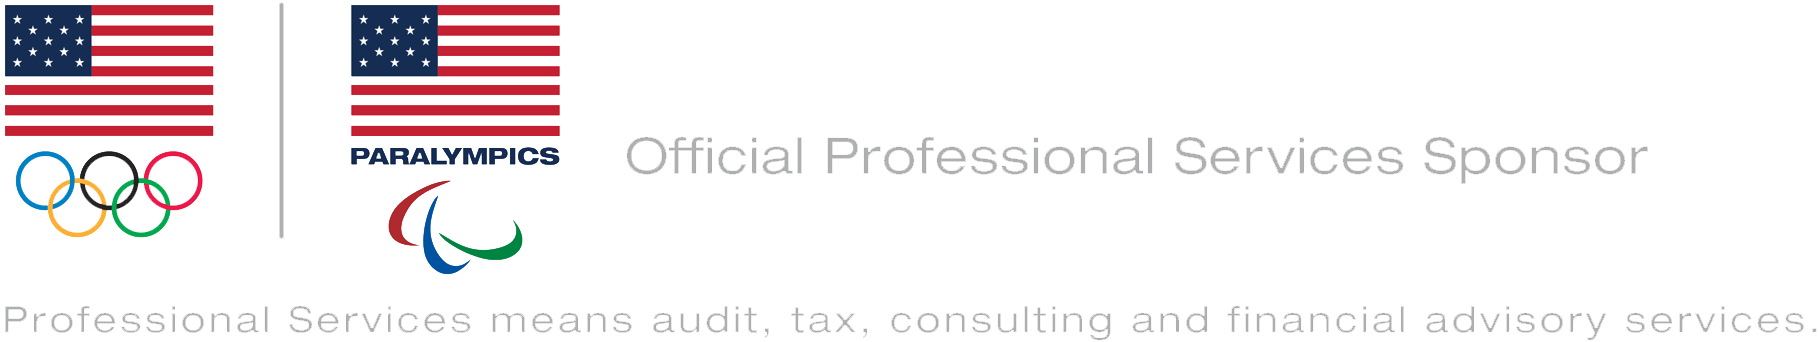 PARALYMPICS
Official Professional Services Sponsor
Professional Services means audit, tax, consulting and financial advisory services.